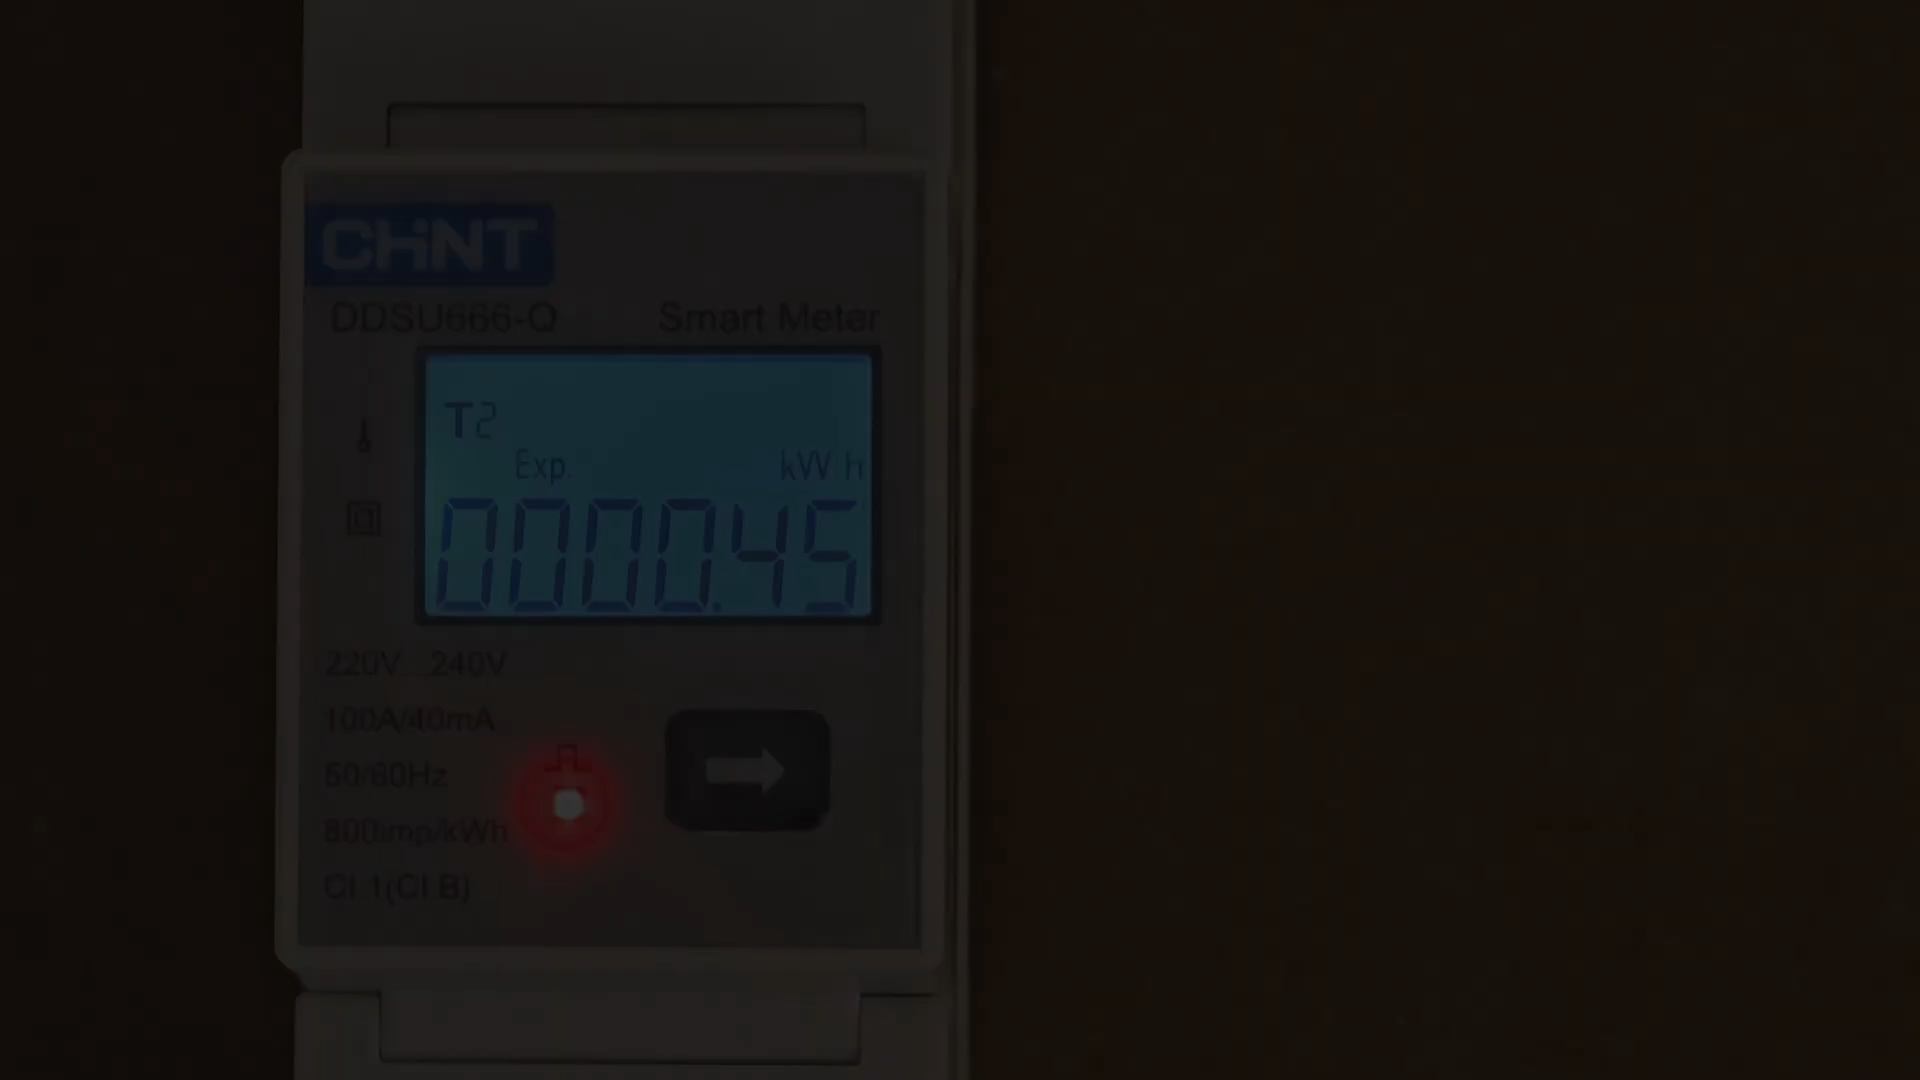 CHNT
DDSU666-Q Smart Meter
T2
Exp. kWh
0000.45
220V...240V
100A/40mA
50/60Hz
800imp/kWh
Cl.1(Cl.B)